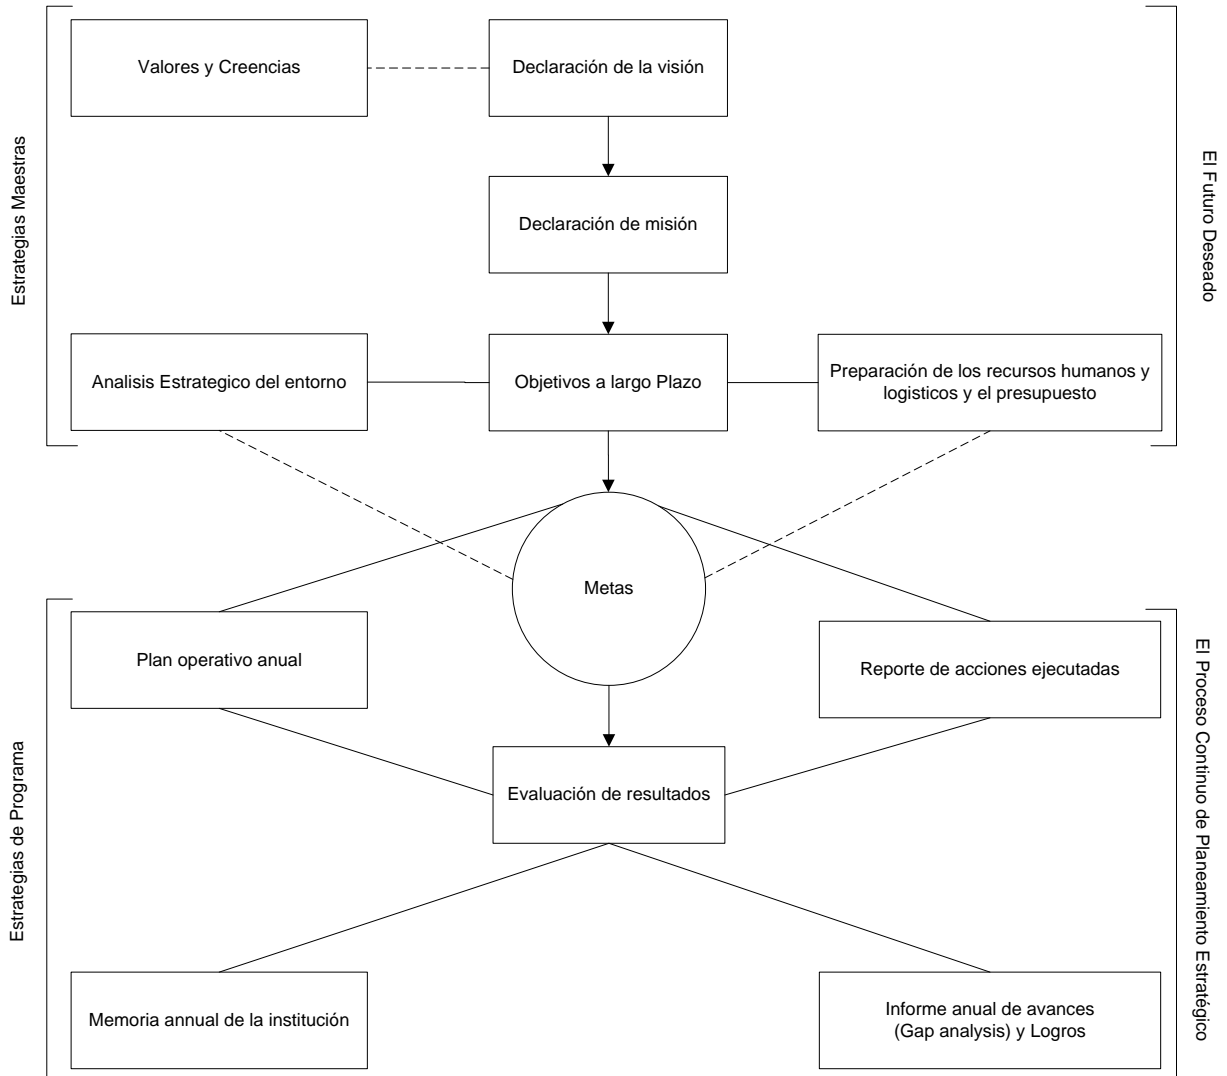 Valores y Creencias
Declaración de la visión
Estrategias Maestras
El Futuro Deseado
Declaración de misión
Analisis Estrategico del entorno
Objetivos a largo Plazo
Preparación de los recursos humanos y
logisticos y el presupuesto
Metas
Plan operativo anual
Reporte de acciones ejecutadas
Estrategias de Programa
El Proceso Continuo de Planeamiento Estratégico
Evaluación de resultados
Memoria annual de la institución
Informe anual de avances
(Gap analysis) y Logros